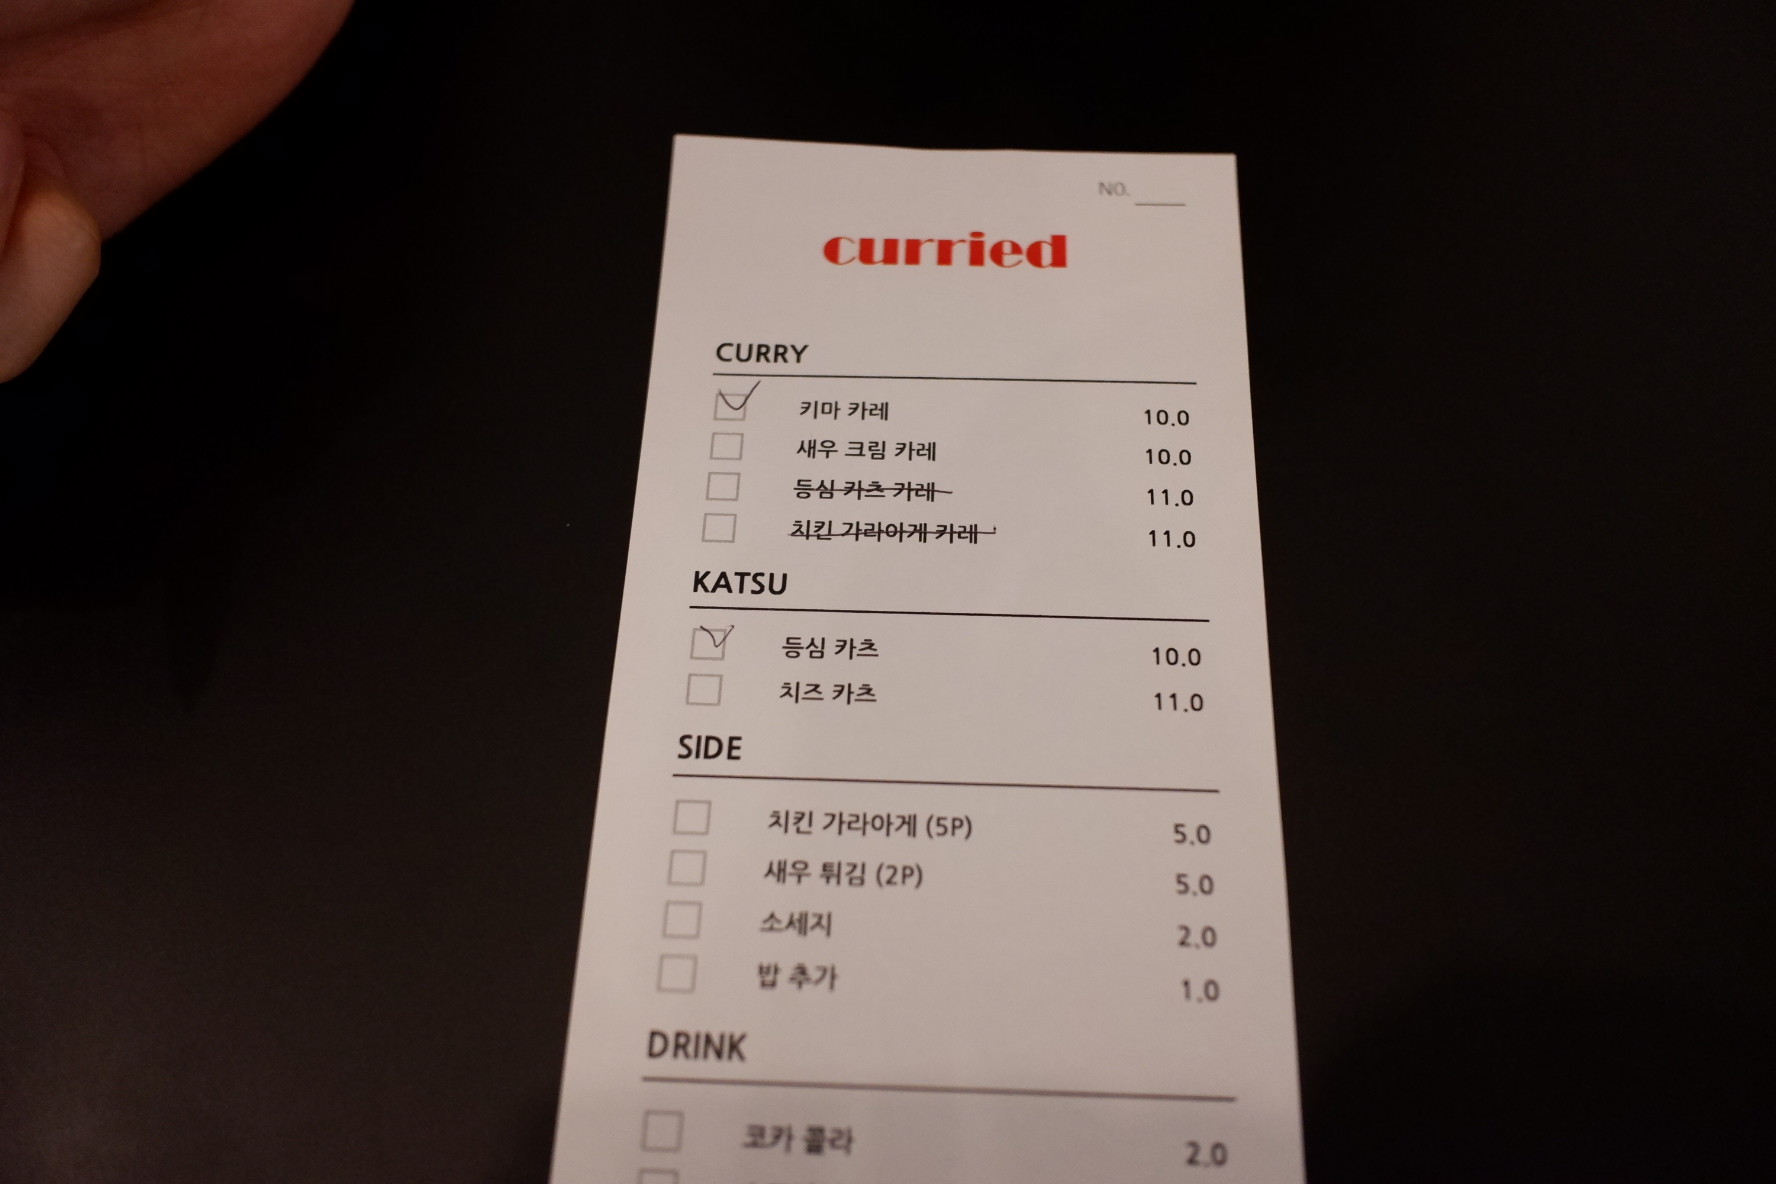 NO.
curried
CURRY
키마 카레 10.0
새우 크림 카레 10.0
등심 카츠 카레 11.0
치킨 가라아게 카레 11.0
KATSU
등심 카츠 10.0
치즈 카츠 11.0
SIDE
치킨 가라아게 (5P) 5.0
새우 튀김 (2P) 5.0
소세지 2.0
밥 추가 1.0
DRINK
코카 콜라 2.0